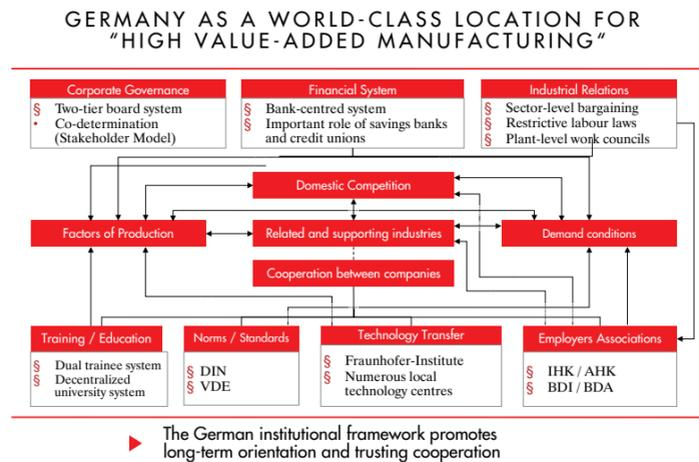 GERMANY AS A WORLD-CLASS LOCATION FOR
“HIGH VALUE-ADDED MANUFACTURING“
Corporate Governance
§ Two-tier board system
• Co-determination
(Stakeholder Model)
Financial System
§ Bank-centred system
§ Important role of savings banks
and credit unions
Industrial Relations
§ Sector-level bargaining
§ Restrictive labour laws
§ Plant-level work councils
Domestic Competition
Factors of Production
Related and supporting industries
Demand conditions
Cooperation between companies
Training / Education
§ Dual trainee system
§ Decentralized
university system
Norms / Standards
§ DIN
§ VDE
Technology Transfer
§ Fraunhofer-Institute
§ Numerous local
technology centres
Employers Associations
§ IHK / AHK
§ BDI / BDA
The German institutional framework promotes
long-term orientation and trusting cooperation